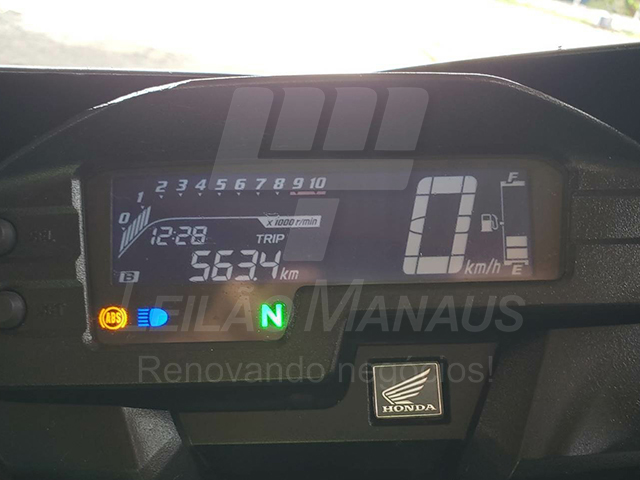 F
1 2 3 4 5 6 7 8 9 10
0
x 1000 r/min
12:28 TRIP
0
563.4 km
km/h
E
B
ABS
N
LEILÃO MANAUS
Renovando negócios!
HONDA